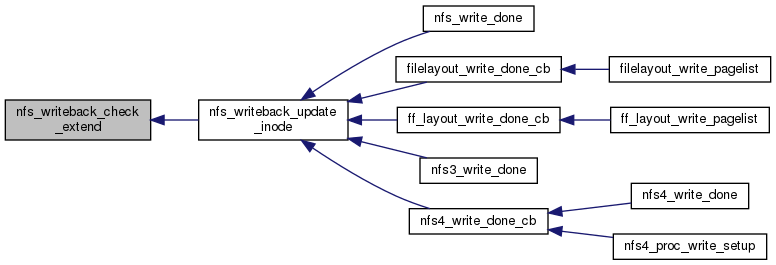 nfs_writeback_check
_extend
nfs_writeback_update
_inode
nfs_write_done
filelayout_write_done_cb
filelayout_write_pagelist
ff_layout_write_done_cb
ff_layout_write_pagelist
nfs3_write_done
nfs4_write_done_cb
nfs4_write_done
nfs4_proc_write_setup